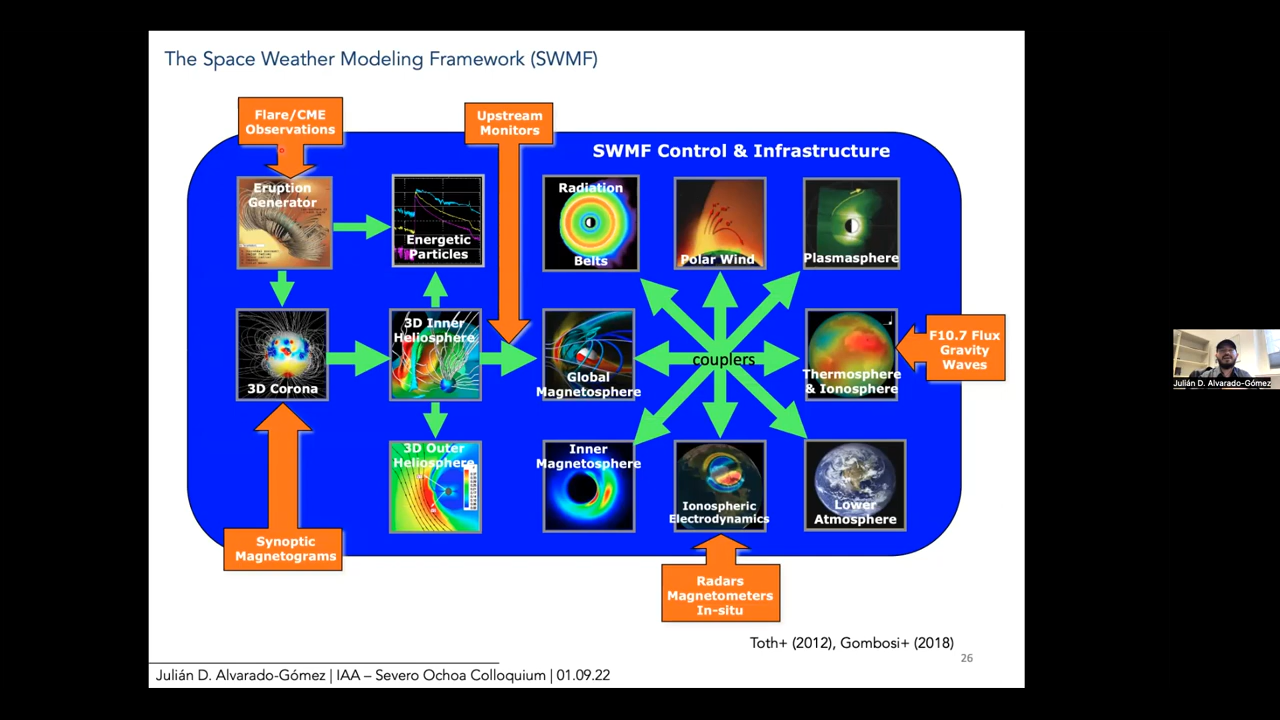 The Space Weather Modeling Framework (SWMF)
Flare/CME
Observations
Upstream
Monitors
SWMF Control & Infrastructure
Eruption
Generator
Energetic
Particles
Radiation
Belts
Polar Wind
Plasmasphere
3D Corona
3D Inner
Heliosphere
Global
Magnetosphere
couplers
Thermosphere
& Ionosphere
F10.7 Flux
Gravity
Waves
3D Outer
Heliosphere
Inner
Magnetosphere
Ionospheric
Electrodynamics
Lower
Atmosphere
Synoptic
Magnetograms
Radars
Magnetometers
In-situ
Toth+ (2012), Gombosi+ (2018)
26
Julián D. Alvarado-Gómez | IAA – Severo Ochoa Colloquium | 01.09.22
Julián D. Alvarado-Gómez